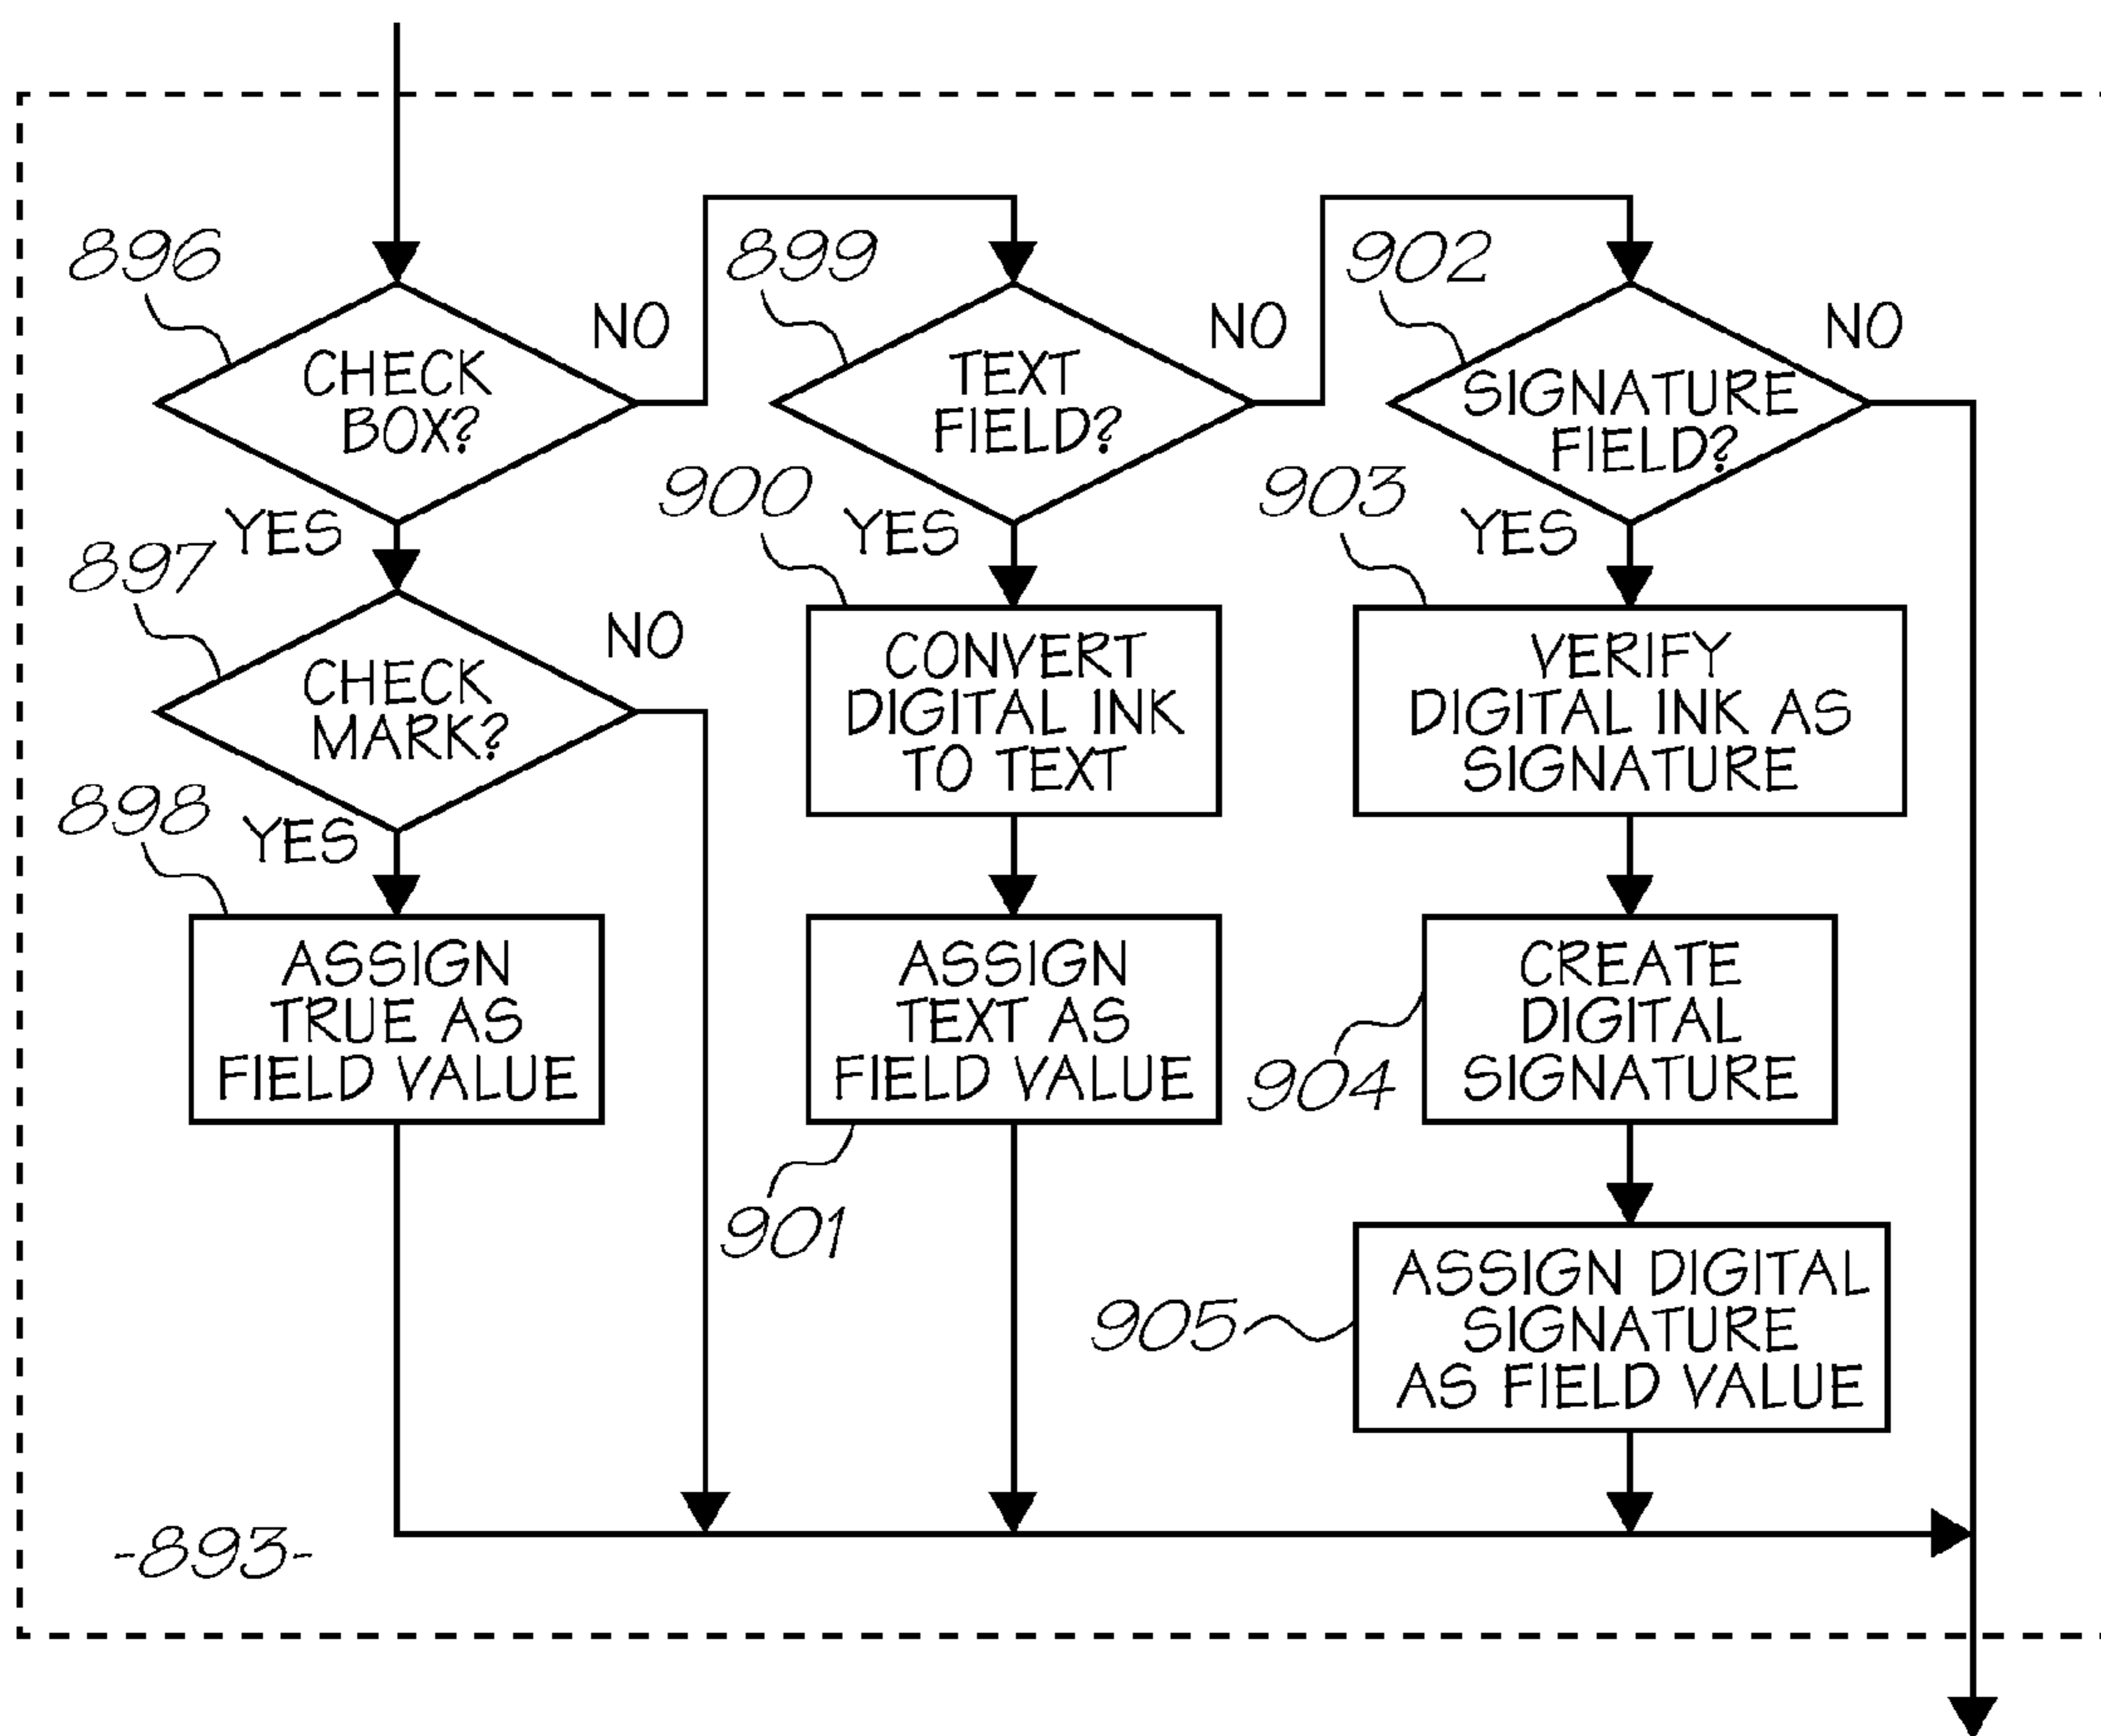 896
CHECK
BOX?
NO
YES
899
TEXT
FIELD?
NO
YES
902
SIGNATURE
FIELD?
NO
YES
897
CHECK
MARK?
NO
YES
900
CONVERT
DIGITAL INK
TO TEXT
903
VERIFY
DIGITAL INK AS
SIGNATURE
898
ASSIGN
TRUE AS
FIELD VALUE
ASSIGN
TEXT AS
FIELD VALUE
901
904
CREATE
DIGITAL
SIGNATURE
905
ASSIGN DIGITAL
SIGNATURE
AS FIELD VALUE
-893-